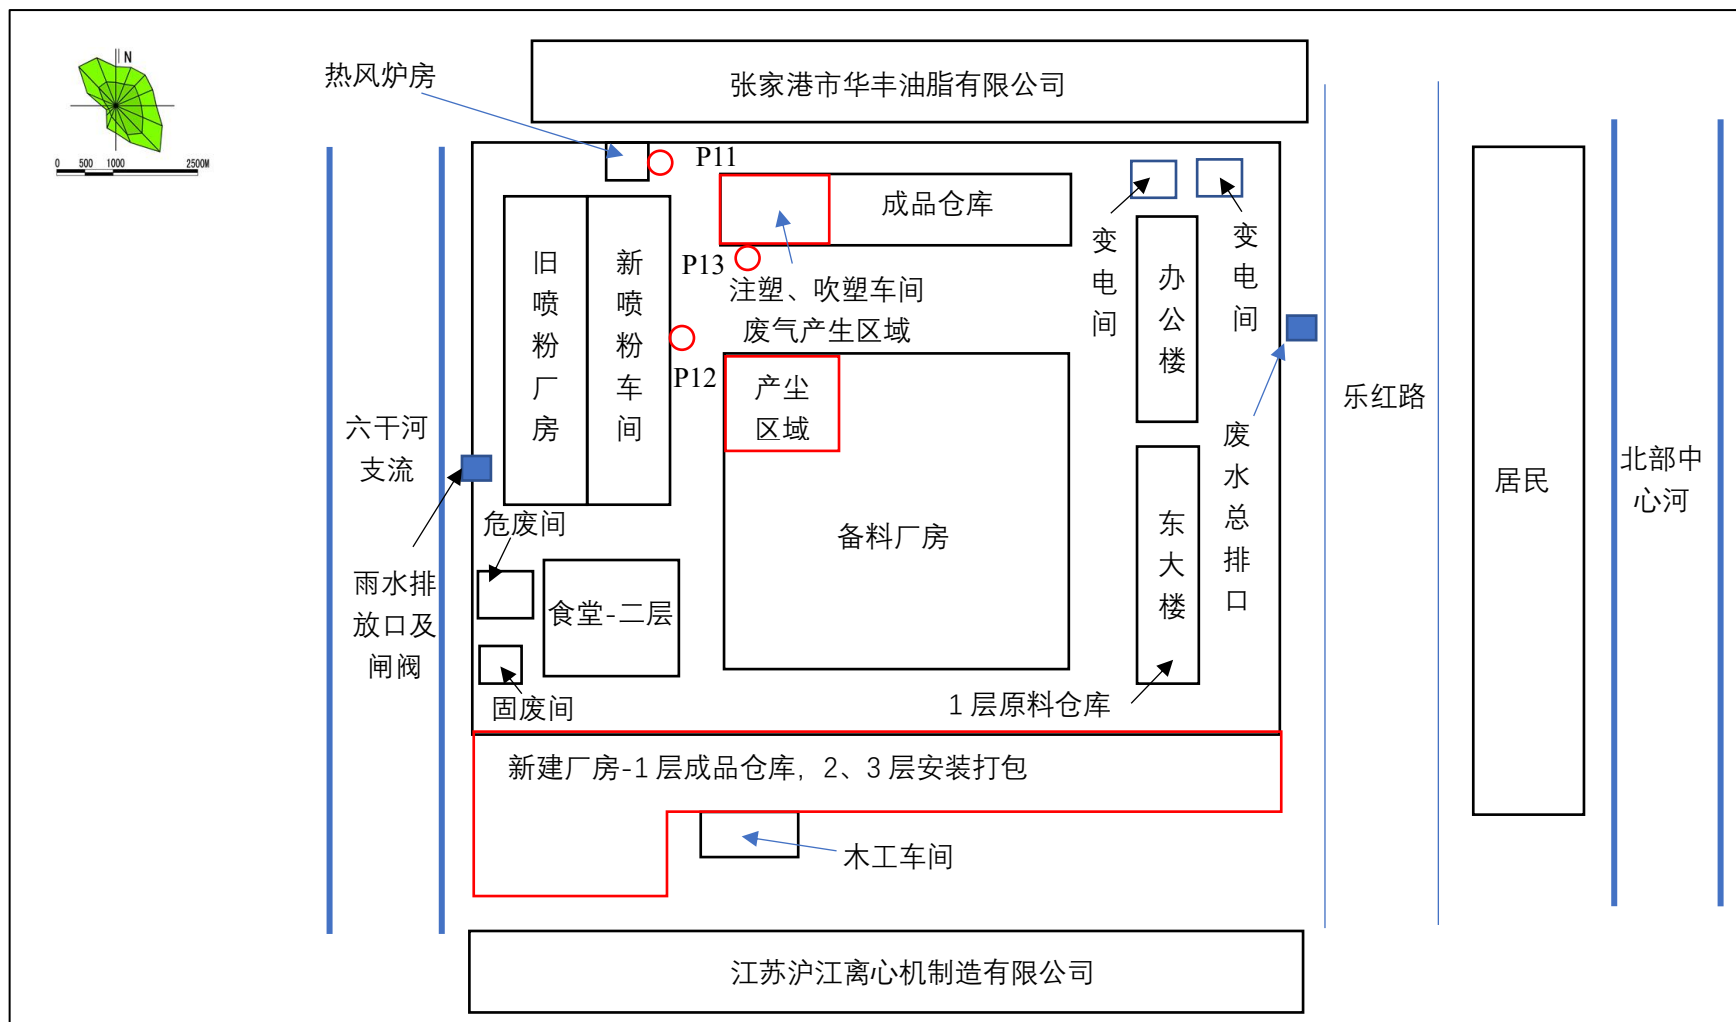 N
0 500 1000 2500M
热风炉房
张家港市华丰油脂有限公司
P11
成品仓库
P13
注塑、吹塑车间
废气产生区域
变电间
变电间
办公楼
旧喷粉厂房
新喷粉车间
P12
产尘
区域
乐红路
六干河
支流
废水总排口
居民
北部中
心河
危废间
备料厂房
东大楼
雨水排
放口及
闸阀
食堂-二层
固废间
1 层原料仓库
新建厂房-1 层成品仓库，2、3 层安装打包
木工车间
江苏沪江离心机制造有限公司